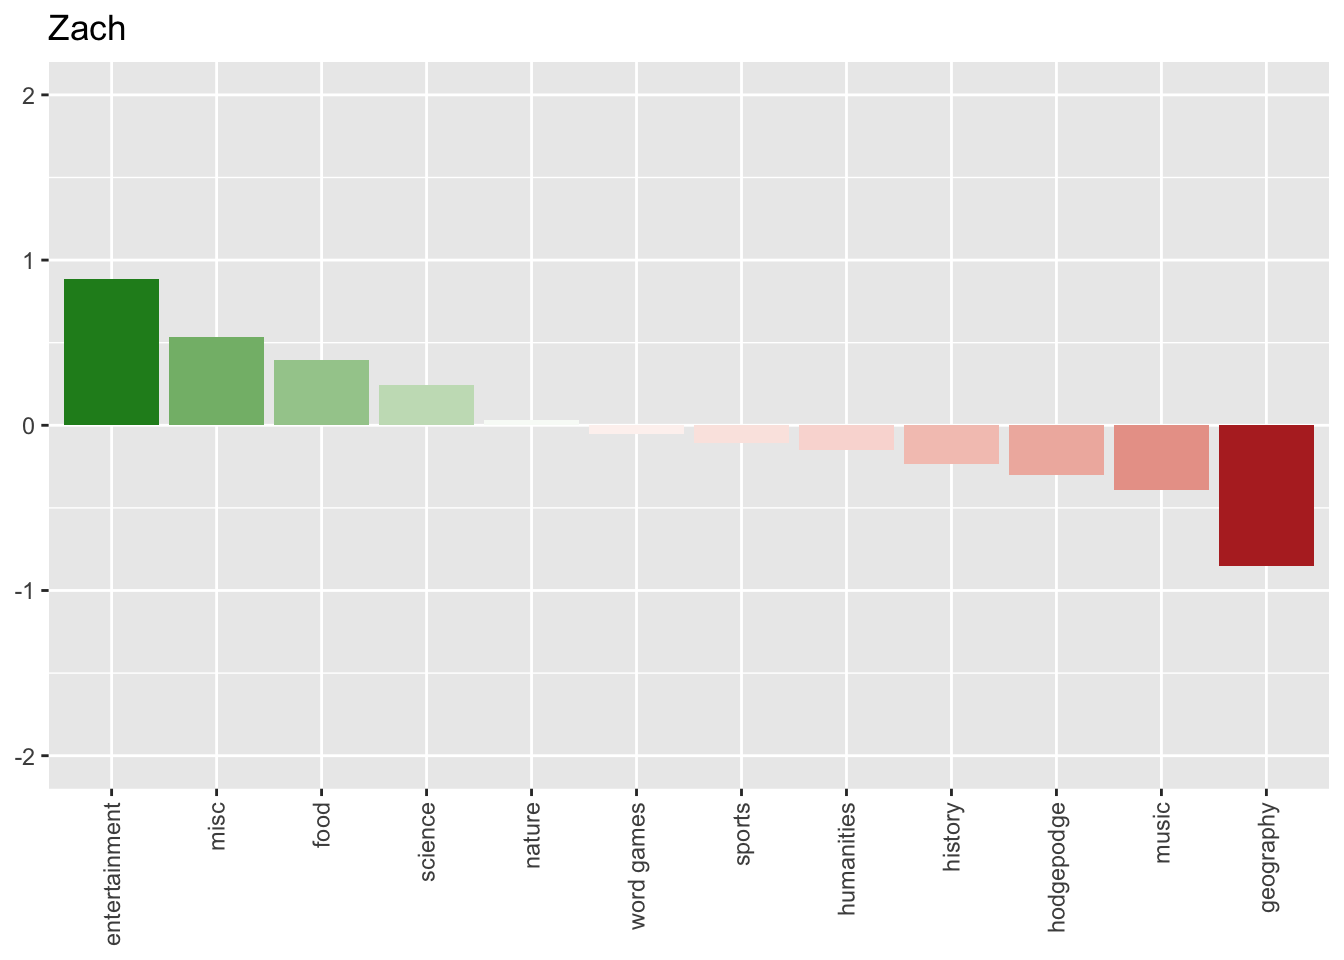 Zach
2
1
0
-1
-2
entertainment
misc
food
science
nature
word games
sports
humanities
history
hodgepodge
music
geography